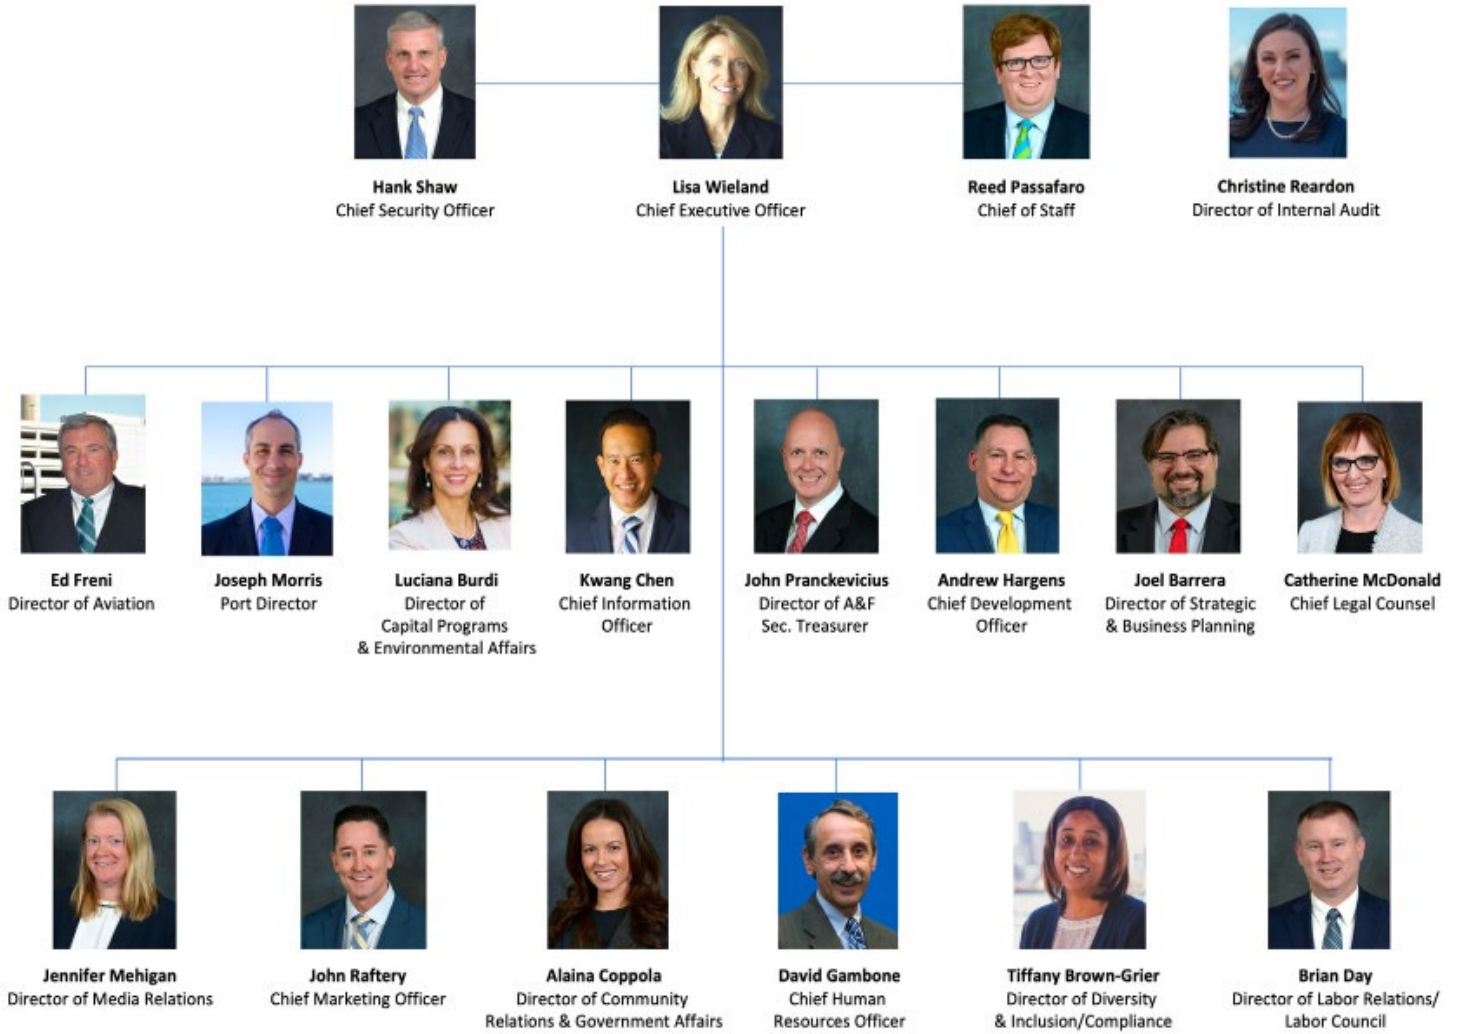 Hank Shaw
Chief Security Officer
Lisa Wieland
Chief Executive Officer
Reed Passafaro
Chief of Staff
Christine Reardon
Director of Internal Audit
Ed Freni
Director of Aviation
Joseph Morris
Port Director
Luciana Burdi
Director of
Capital Programs
& Environmental Affairs
Kwang Chen
Chief Information
Officer
John Pranckevicius
Director of A&F
Sec. Treasurer
Andrew Hargens
Chief Development
Officer
Joel Barrera
Director of Strategic
& Business Planning
Catherine McDonald
Chief Legal Counsel
Jennifer Mehigan
Director of Media Relations
John Raftery
Chief Marketing Officer
Alaina Coppola
Director of Community
Relations & Government Affairs
David Gambone
Chief Human
Resources Officer
Tiffany Brown-Grier
Director of Diversity
& Inclusion/Compliance
Brian Day
Director of Labor Relations/
Labor Council